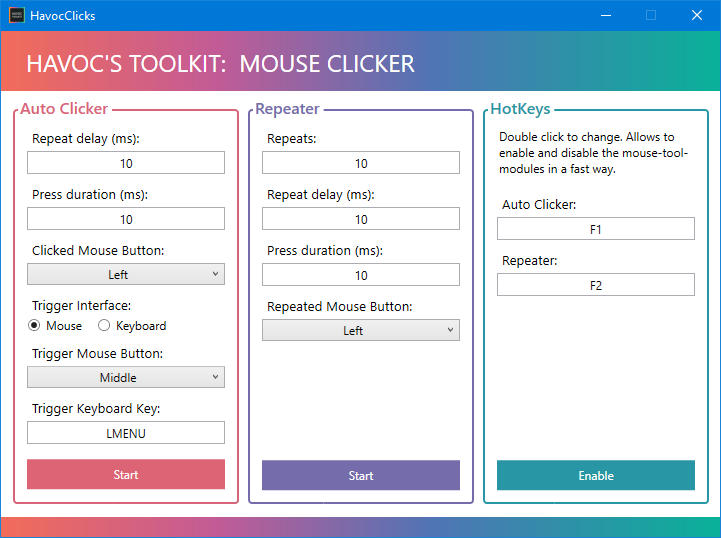 HavocClicks
HAVOC'S TOOLKIT:  MOUSE CLICKER
Auto Clicker
Repeat delay (ms):
10
Press duration (ms):
10
Clicked Mouse Button:
Left
Trigger Interface:
Mouse Keyboard
Trigger Mouse Button:
Middle
Trigger Keyboard Key:
LMENU
Start
Repeater
Repeats:
10
Repeat delay (ms):
10
Press duration (ms):
10
Repeated Mouse Button:
Left
Start
HotKeys
Double click to change. Allows to
enable and disable the mouse-tool-
modules in a fast way.
Auto Clicker:
F1
Repeater:
F2
Enable